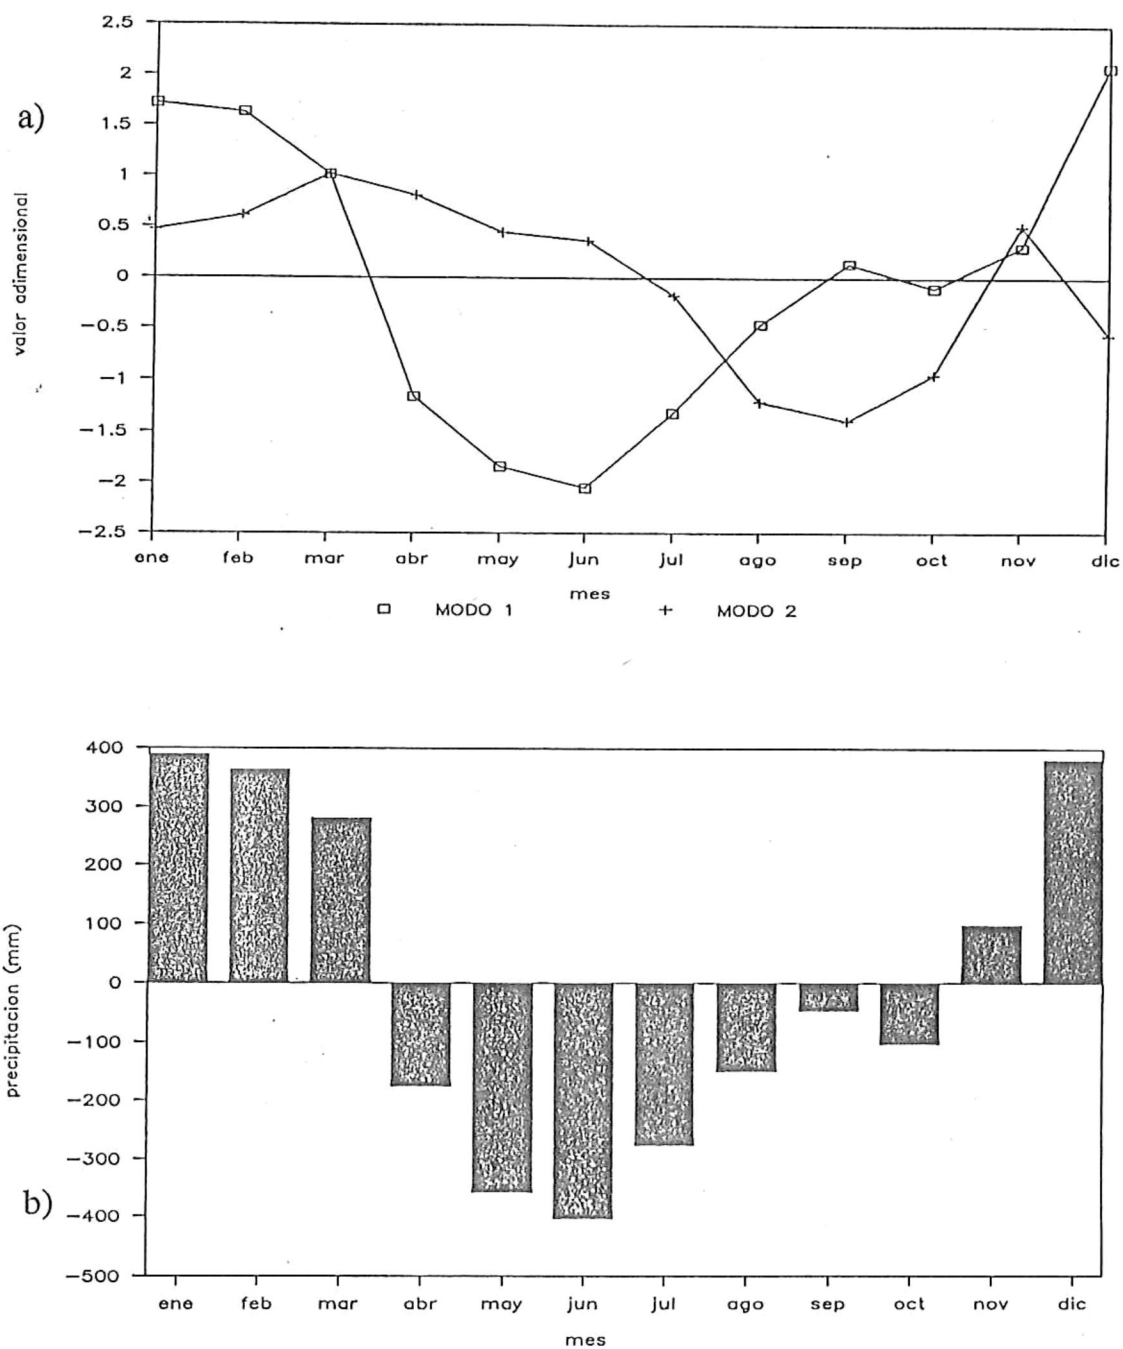 a)
valor adimensional
2.5
2
1.5
1
0.5
0
−0.5
−1
−1.5
−2
−2.5
ene feb mar abr may jun jul ago sep oct nov dic
mes
MODO 1 MODO 2
b)
precipitacion (mm)
400
300
200
100
0
−100
−200
−300
−400
−500
ene feb mar abr may jun jul ago sep oct nov dic
mes